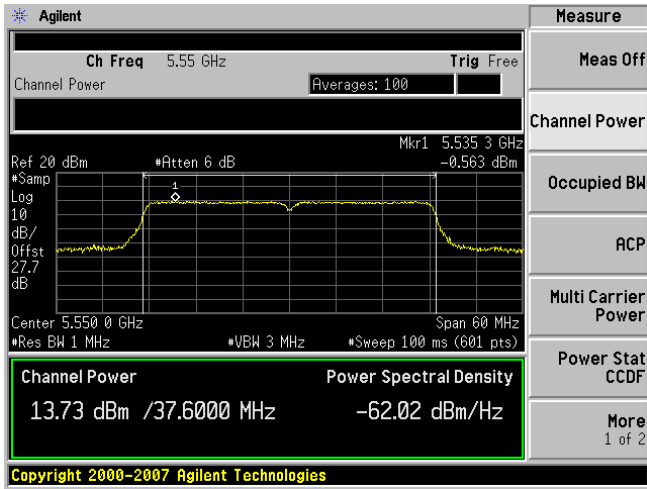 Agilent
Measure
Ch Freq 5.55 GHz Trig Free
Channel Power Averages: 100
Meas Off
Channel Power
Occupied BW
ACP
Multi Carrier
Power
Power Stat
CCDF
More
1 of 2
Mkr1 5.535 3 GHz
Ref 20 dBm #Atten 6 dB -0.563 dBm
#Samp
Log
10
dB/
Offst
27.7
dB
1
Center 5.550 0 GHz Span 60 MHz
#Res BW 1 MHz #VBW 3 MHz #Sweep 100 ms (601 pts)
Channel Power Power Spectral Density
13.73 dBm /37.6000 MHz -62.02 dBm/Hz
Copyright 2000-2007 Agilent Technologies